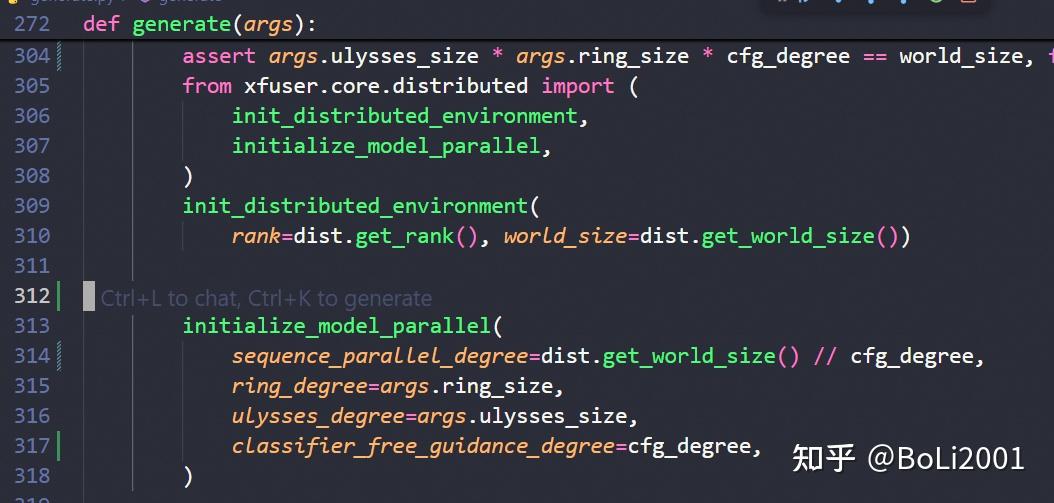 272 def generate(args):
304 assert args.ulysses_size * args.ring_size * cfg_degree == world_size,
305 from xfuser.core.distributed import (
306 init_distributed_environment,
307 initialize_model_parallel,
308 )
309 init_distributed_environment(
310 rank=dist.get_rank(), world_size=dist.get_world_size())
311
312 Ctrl+L to chat, Ctrl+K to generate
313 initialize_model_parallel(
314 sequence_parallel_degree=dist.get_world_size() // cfg_degree,
315 ring_degree=args.ring_size,
316 ulysses_degree=args.ulysses_size,
317 classifier_free_guidance_degree=cfg_degree,
318 )
知乎 @BoLi2001